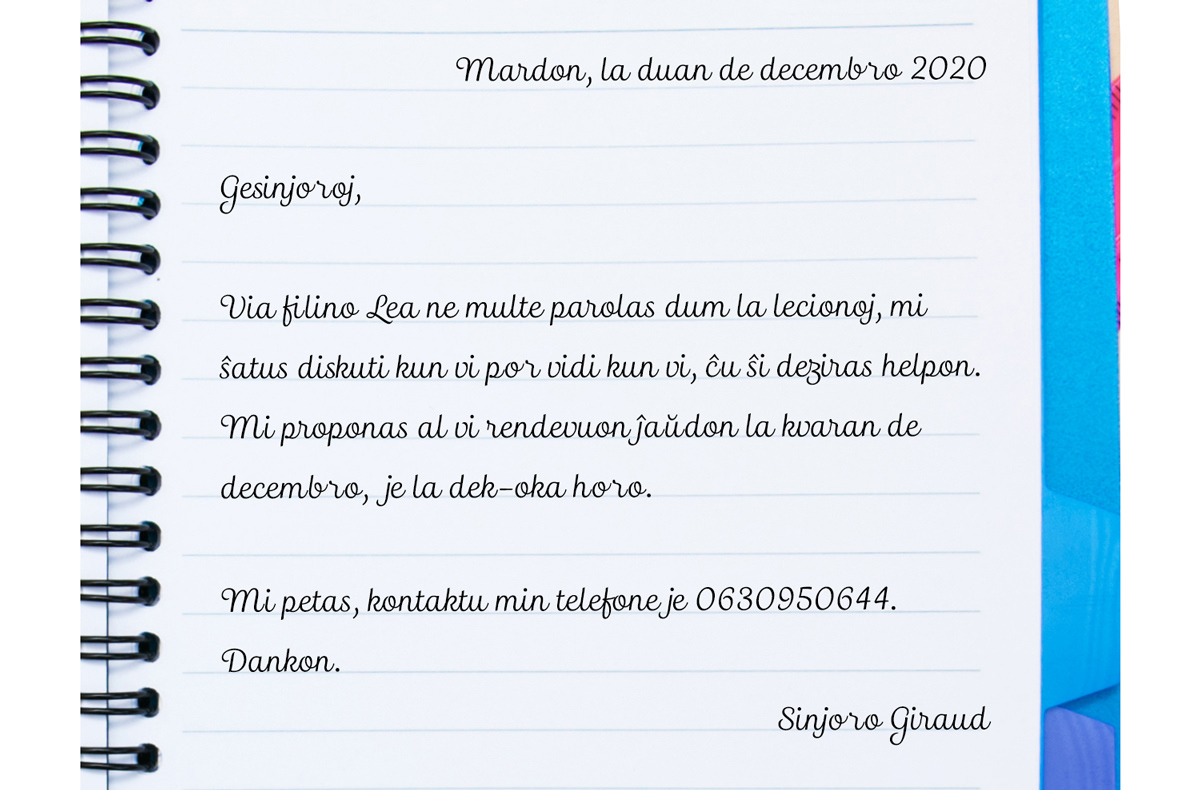 Mardon, la duan de decembro 2020
Gesinjoroj,
Via filino Lea ne multe parolas dum la lecionoj, mi
ŝatus diskuti kun vi por vidi kun vi, ĉu ŝi deziras helpon.
Mi proponas al vi rendevuon ĵaŭdon la kvaran de
decembro, je la dek-oka horo.
Mi petas, kontaktu min telefone je 0630950644.
Dankon.
Sinjoro Giraud